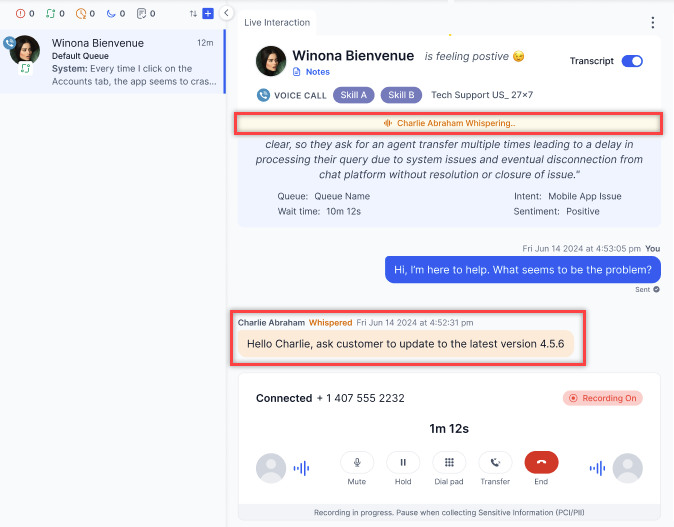 0 0 0 0 0
Winona Bienvenue 12m
Default Queue
System: Every time I click on the
Accounts tab, the app seems to cras...
Live Interaction
Winona Bienvenue is feeling postive
Notes
Transcript
VOICE CALL Skill A Skill B Tech Support US_ 27x7
Charlie Abraham Whispering..
clear, so they ask for an agent transfer multiple times leading to a delay in
processing their query due to system issues and eventual disconnection from
chat platform without resolution or closure of issue."
Queue: Queue Name Intent: Mobile App Issue
Wait time: 10m 12s Sentiment: Positive
Fri Jun 14 2024 at 4:53:05 pm You
Hi, I'm here to help. What seems to be the problem?
Sent
Charlie Abraham Whispered Fri Jun 14 2024 at 4:52:31 pm
Hello Charlie, ask customer to update to the latest version 4.5.6
Connected + 1 407 555 2232 Recording On
1m 12s
Mute Hold Dial pad Transfer End
Recording in progress. Pause when collecting Sensitive Information (PCI/PII)